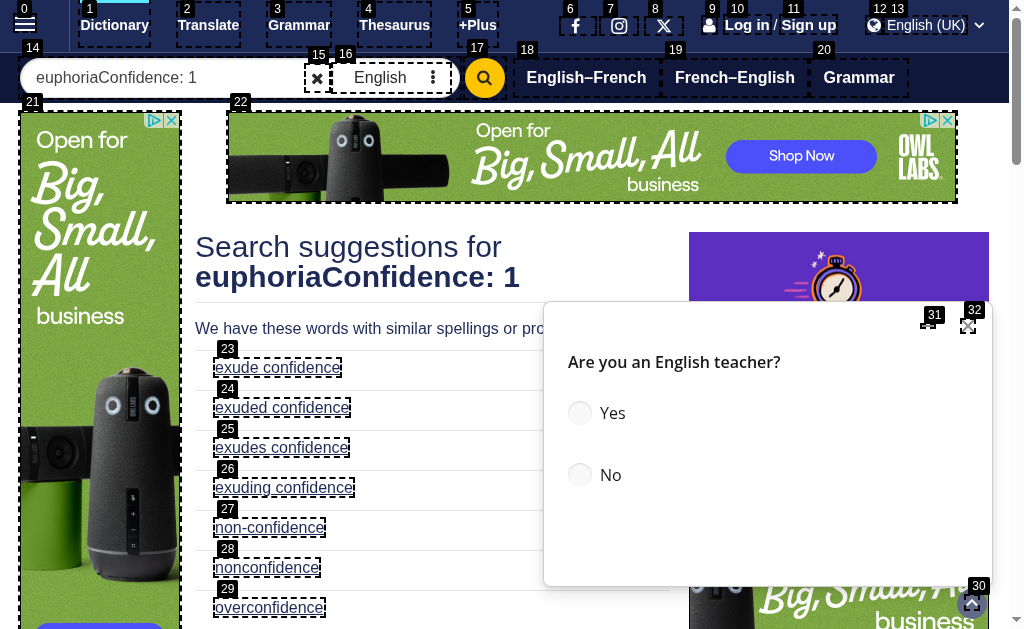 0 1 2 3 4 5 6 7 8 9 10 11 12 13
Dictionary Translate Grammar Thesaurus +Plus Log in / Sign up English (UK)
14 15 16 17 18 19 20
euphoriaConfidence: 1 English English–French French–English Grammar
21 22
Open for
Big,
Small,
All
business
Open for
Big, Small, All
business
Shop Now
OWL
LABS
Search suggestions for
euphoriaConfidence: 1
We have these words with similar spellings or pro
23
exude confidence
24
exuded confidence
25
exudes confidence
26
exuding confidence
27
non-confidence
28
nonconfidence
29
overconfidence
31 32
Are you an English teacher?
Yes
No
30
Big, Small, All
business